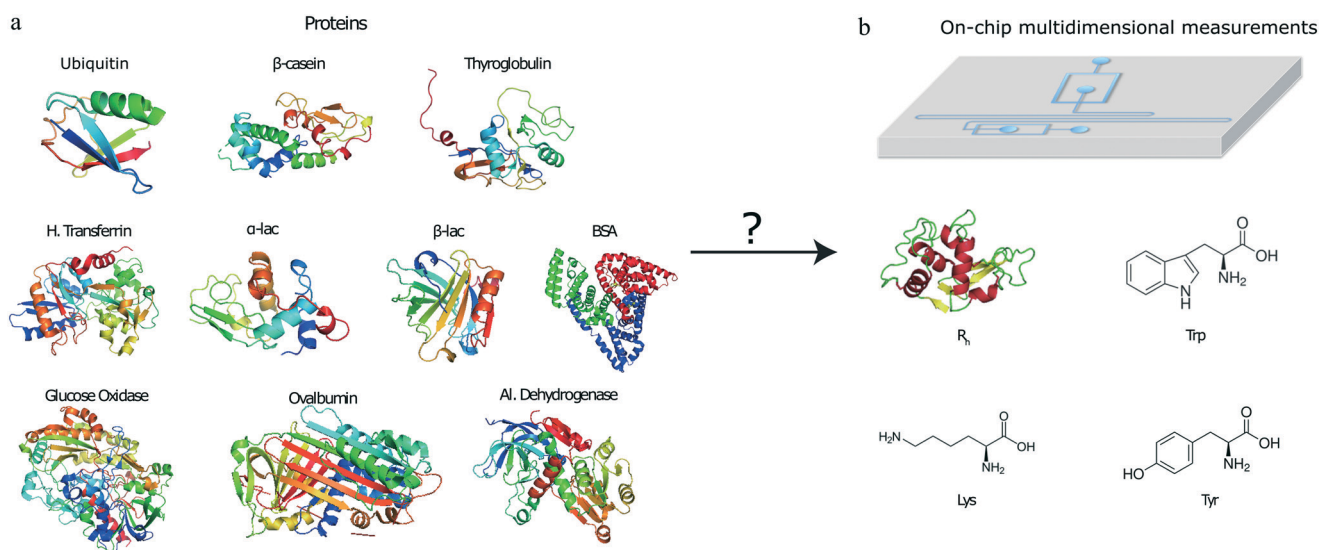 a
Proteins
Ubiquitin
β-casein
Thyroglobulin
H. Transferrin
α-lac
β-lac
BSA
Glucose Oxidase
Ovalbumin
Al. Dehydrogenase
?
b
On-chip multidimensional measurements
Rₕ
O
OH
NH₂
N
H
Trp
H₂N
O
OH
NH₂
Lys
O
OH
NH₂
HO
Tyr